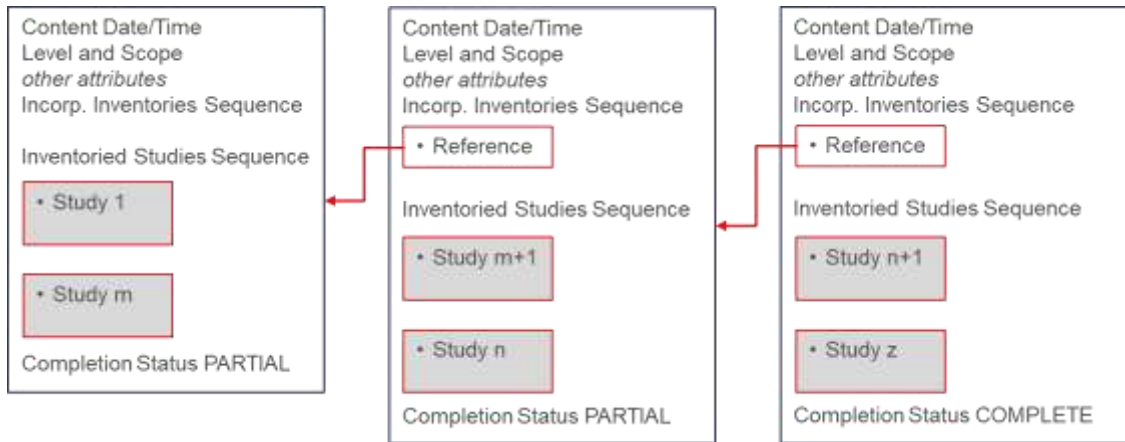 Content Date/Time
Level and Scope
other attributes
Incorp. Inventories Sequence
Inventoried Studies Sequence
• Study 1
• Study m
Completion Status PARTIAL
Content Date/Time
Level and Scope
other attributes
Incorp. Inventories Sequence
• Reference
Inventoried Studies Sequence
• Study m+1
• Study n
Completion Status PARTIAL
Content Date/Time
Level and Scope
other attributes
Incorp. Inventories Sequence
• Reference
Inventoried Studies Sequence
• Study n+1
• Study z
Completion Status COMPLETE